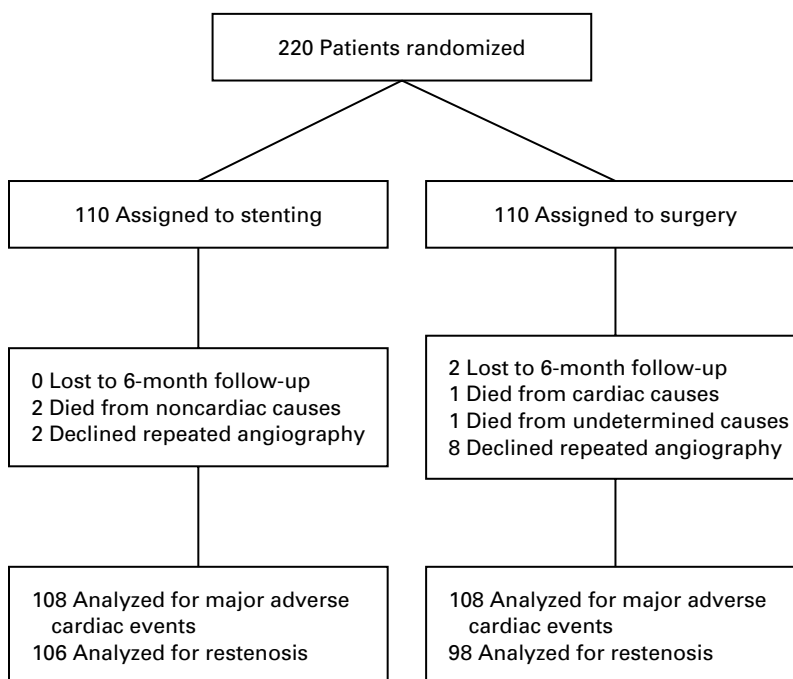 220 Patients randomized
110 Assigned to stenting
110 Assigned to surgery
0 Lost to 6-month follow-up
2 Died from noncardiac causes
2 Declined repeated angiography
2 Lost to 6-month follow-up
1 Died from cardiac causes
1 Died from undetermined causes
8 Declined repeated angiography
108 Analyzed for major adverse
cardiac events
106 Analyzed for restenosis
108 Analyzed for major adverse
cardiac events
98 Analyzed for restenosis